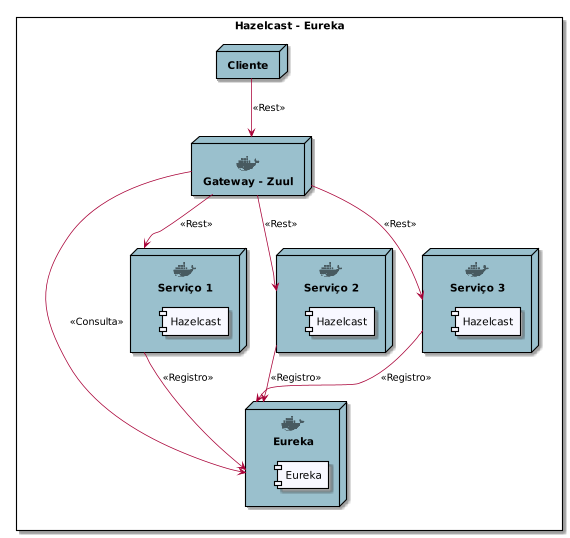 Hazelcast - Eureka
Cliente
«Rest»
Gateway - Zuul
«Rest»
«Rest»
«Rest»
Serviço 1
Serviço 2
Serviço 3
Hazelcast
Hazelcast
Hazelcast
«Consulta»
«Registro»
«Registro»
«Registro»
Eureka
Eureka